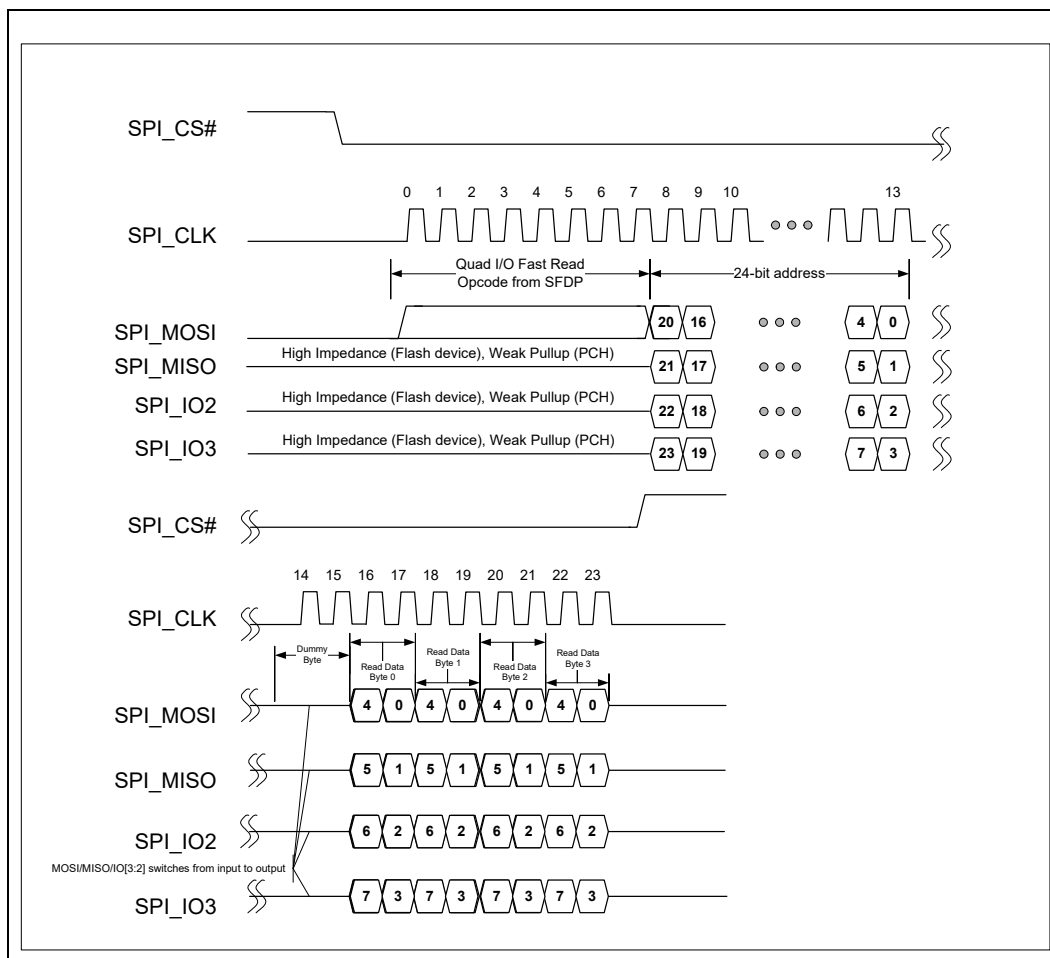 SPI_CS#
0 1 2 3 4 5 6 7 8 9 10 13
SPI_CLK
Quad I/O Fast Read
Opcode from SFDP
24-bit address
SPI_MOSI 20 16 4 0
High Impedance (Flash device), Weak Pullup (PCH)
SPI_MISO 21 17 5 1
High Impedance (Flash device), Weak Pullup (PCH)
SPI_IO2 22 18 6 2
High Impedance (Flash device), Weak Pullup (PCH)
SPI_IO3 23 19 7 3
SPI_CS#
14 15 16 17 18 19 20 21 22 23
SPI_CLK
Dummy
Byte
Read Data
Byte 0
Read Data
Byte 1
Read Data
Byte 2
Read Data
Byte 3
SPI_MOSI 4 0 4 0 4 0 4 0
SPI_MISO 5 1 5 1 5 1 5 1
SPI_IO2 6 2 6 2 6 2 6 2
MOSI/MISO/IO[3:2] switches from input to output
SPI_IO3 7 3 7 3 7 3 7 3